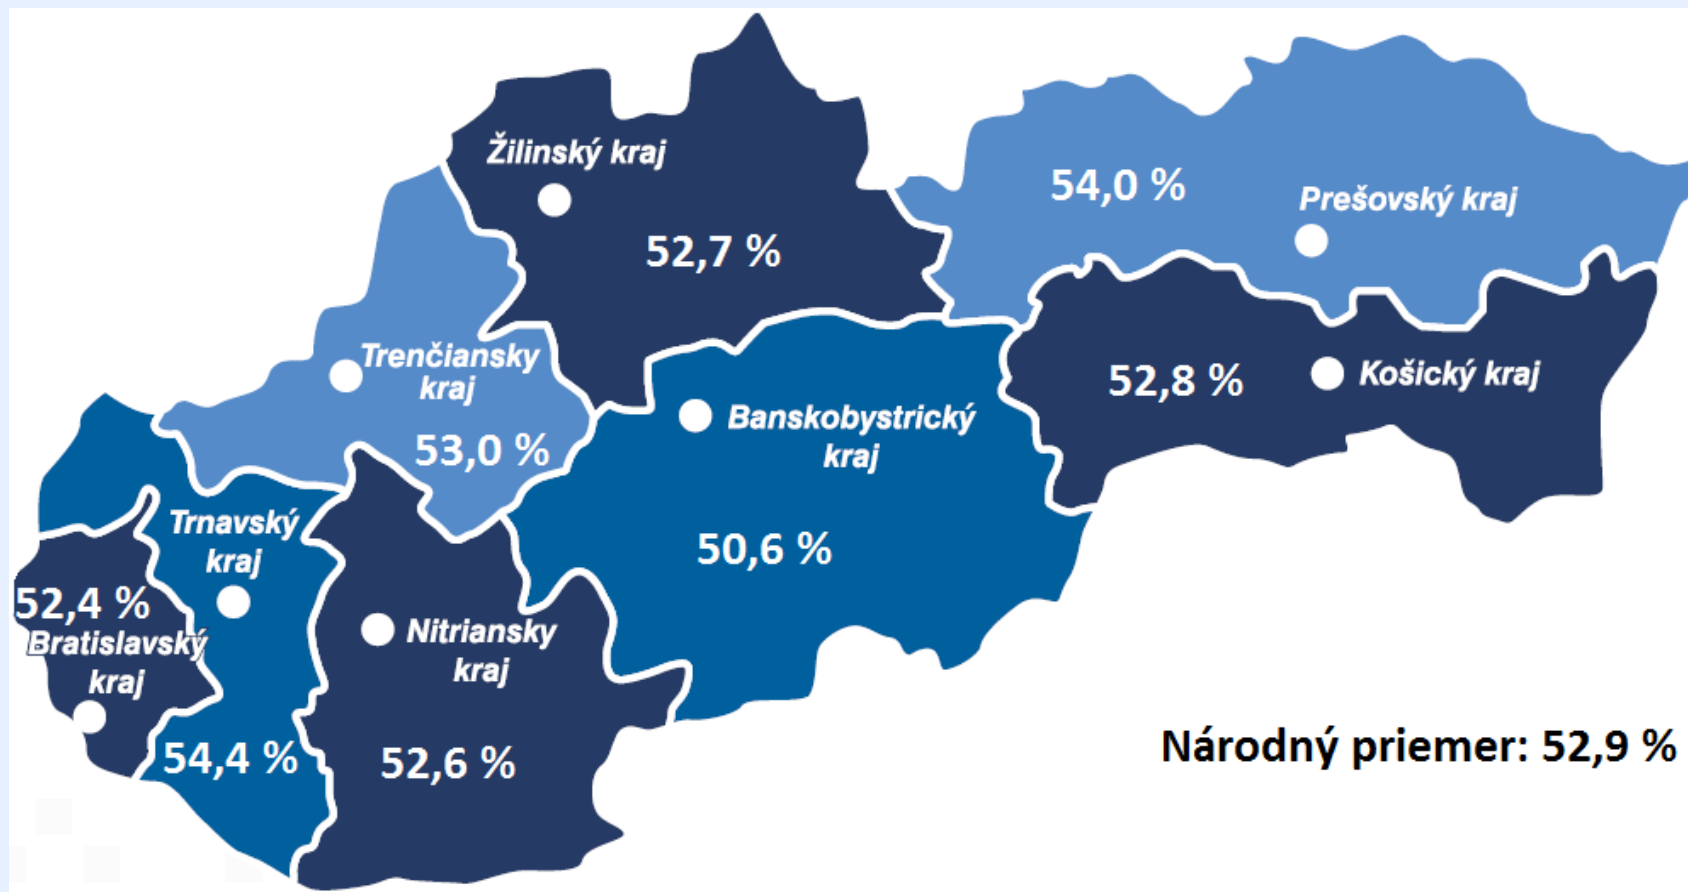 Žilinský kraj
52,7 %
54,0 %
Prešovský kraj
Trenčiansky
kraj
53,0 %
52,8 %
Košický kraj
Banskobystrický
kraj
50,6 %
Trnavský
kraj
54,4 %
52,4 %
Bratislavský
kraj
Nitriansky
kraj
52,6 %
Národný priemer: 52,9 %